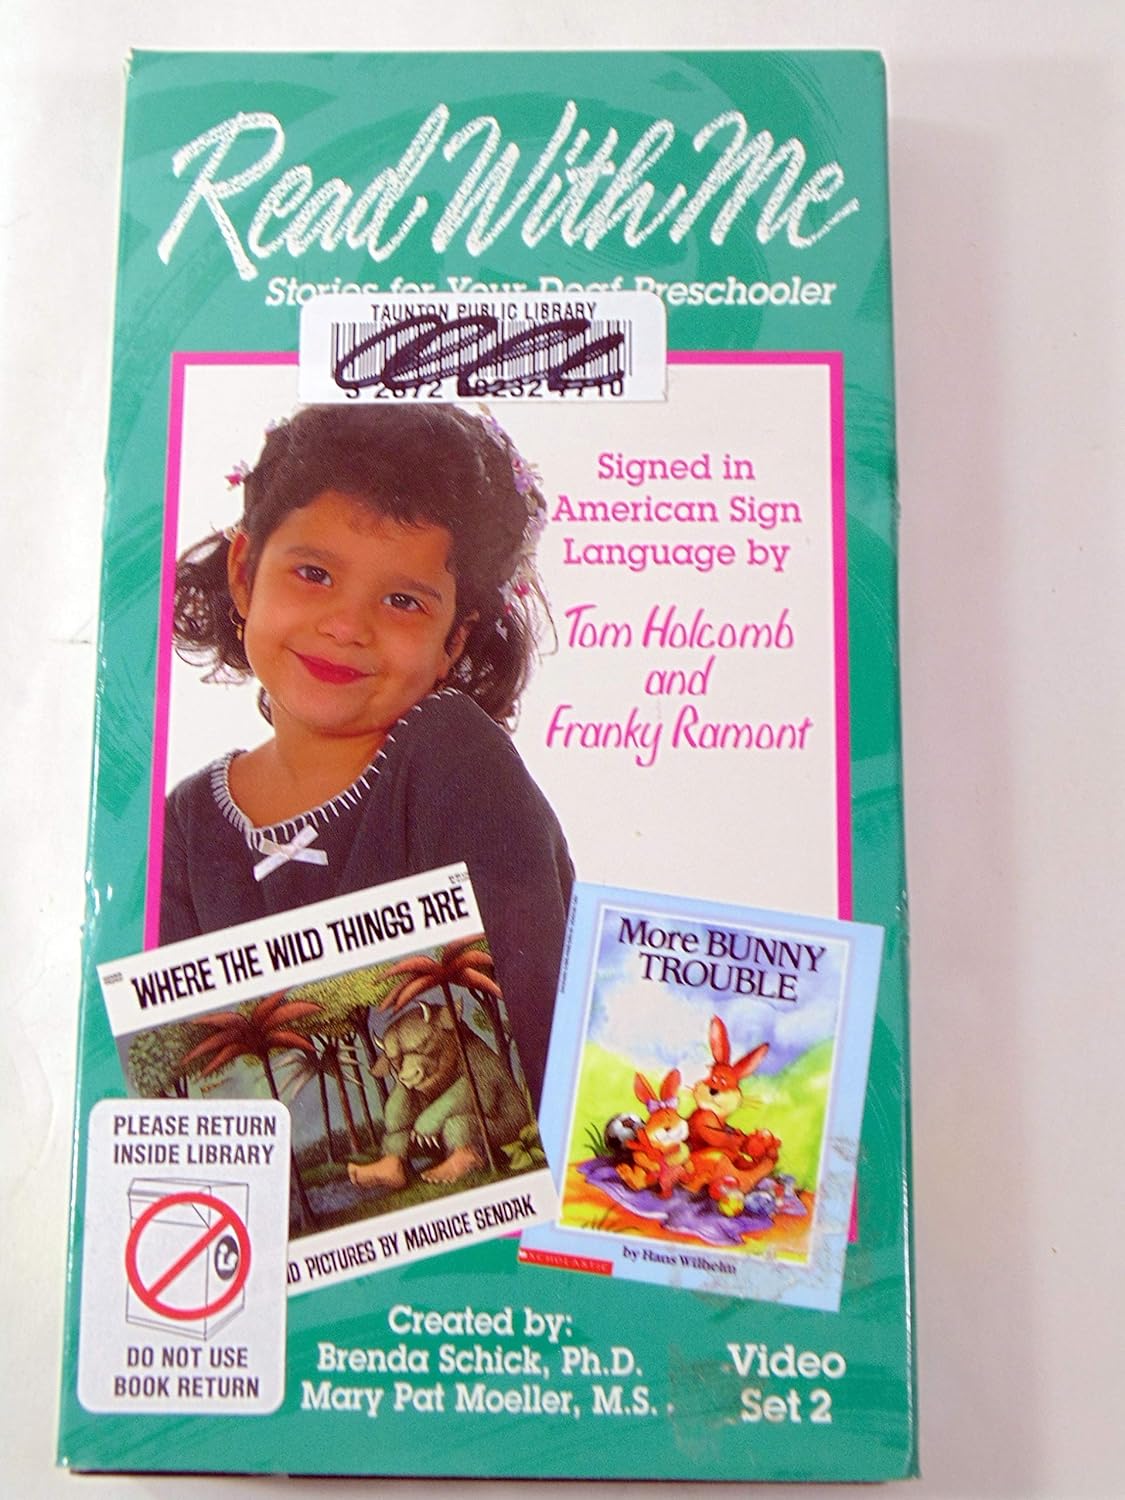 Read With Me
Stories for Your Deaf Preschooler
TAUNTON PUBLIC LIBRARY
Signed in
American Sign
Language by
Tom Holcomb
and
Franky Ramont
WHERE THE WILD THINGS ARE
PICTURES BY MAURICE SENDAK
More BUNNY
TROUBLE
by Hans Wilhelm
SCHOLASTIC
PLEASE RETURN
INSIDE LIBRARY
DO NOT USE
BOOK RETURN
Created by:
Brenda Schick, Ph.D.
Mary Pat Moeller, M.S.
Video
Set 2